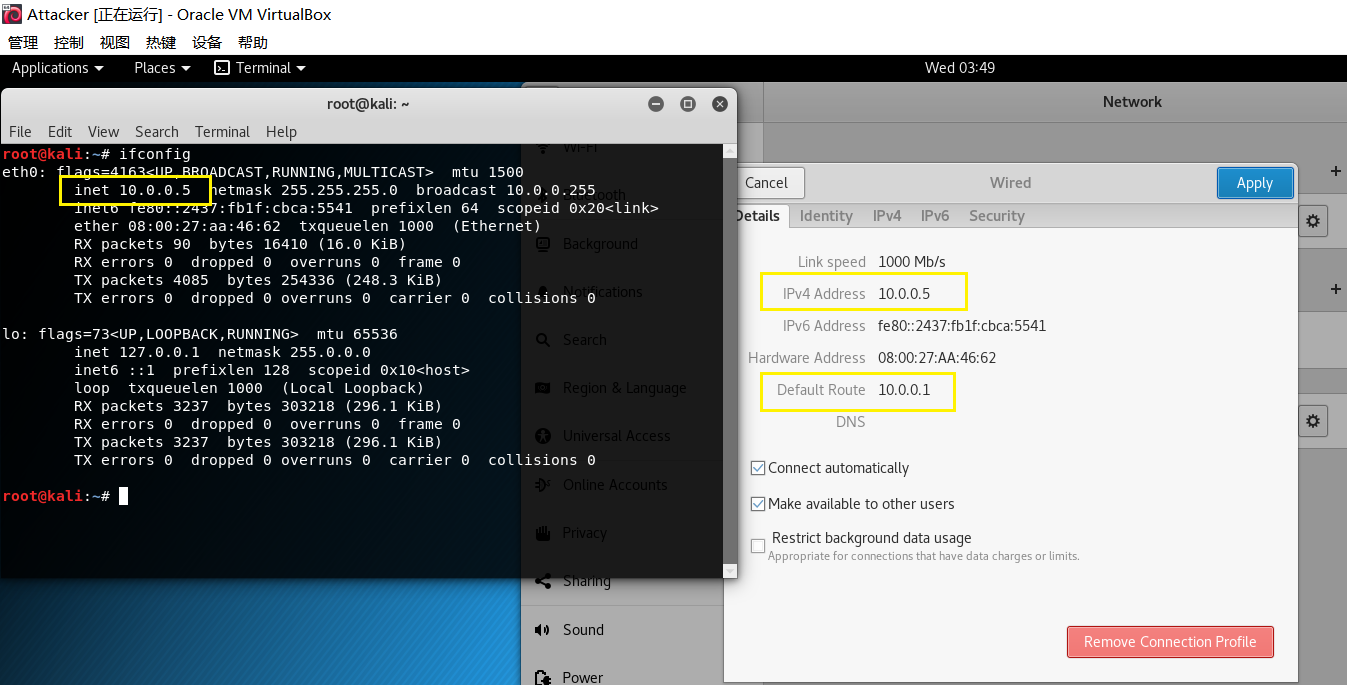 Attacker [正在运行] - Oracle VM VirtualBox
管理 控制 视图 热键 设备 帮助
Applications Places Terminal Wed 03:49
root@kali: ~
File Edit View Search Terminal Help
root@kali:~# ifconfig
eth0: flags=4163<UP,BROADCAST,RUNNING,MULTICAST>  mtu 1500
        inet 10.0.0.5  netmask 255.255.255.0  broadcast 10.0.0.255
        inet6 fe80::2437:fb1f:cbca:5541  prefixlen 64  scopeid 0x20<link>
        ether 08:00:27:aa:46:62  txqueuelen 1000  (Ethernet)
        RX packets 90  bytes 16410 (16.0 KiB)
        RX errors 0  dropped 0  overruns 0  frame 0
        TX packets 4085  bytes 254336 (248.3 KiB)
        TX errors 0  dropped 0 overruns 0  carrier 0  collisions 0
lo: flags=73<UP,LOOPBACK,RUNNING>  mtu 65536
        inet 127.0.0.1  netmask 255.0.0.0
        inet6 ::1  prefixlen 128  scopeid 0x10<host>
        loop  txqueuelen 1000  (Local Loopback)
        RX packets 3237  bytes 303218 (296.1 KiB)
        RX errors 0  dropped 0  overruns 0  frame 0
        TX packets 3237  bytes 303218 (296.1 KiB)
        TX errors 0  dropped 0 overruns 0  carrier 0  collisions 0
root@kali:~#
Network
Wi-Fi
Bluetooth
Background
Notifications
Search
Region & Language
Universal Access
Online Accounts
Privacy
Sharing
Sound
Power
Cancel Wired Apply
Details Identity IPv4 IPv6 Security
Link speed 1000 Mb/s
IPv4 Address 10.0.0.5
IPv6 Address fe80::2437:fb1f:cbca:5541
Hardware Address 08:00:27:AA:46:62
Default Route 10.0.0.1
DNS
Connect automatically
Make available to other users
Restrict background data usage
Appropriate for connections that have data charges or limits.
Remove Connection Profile